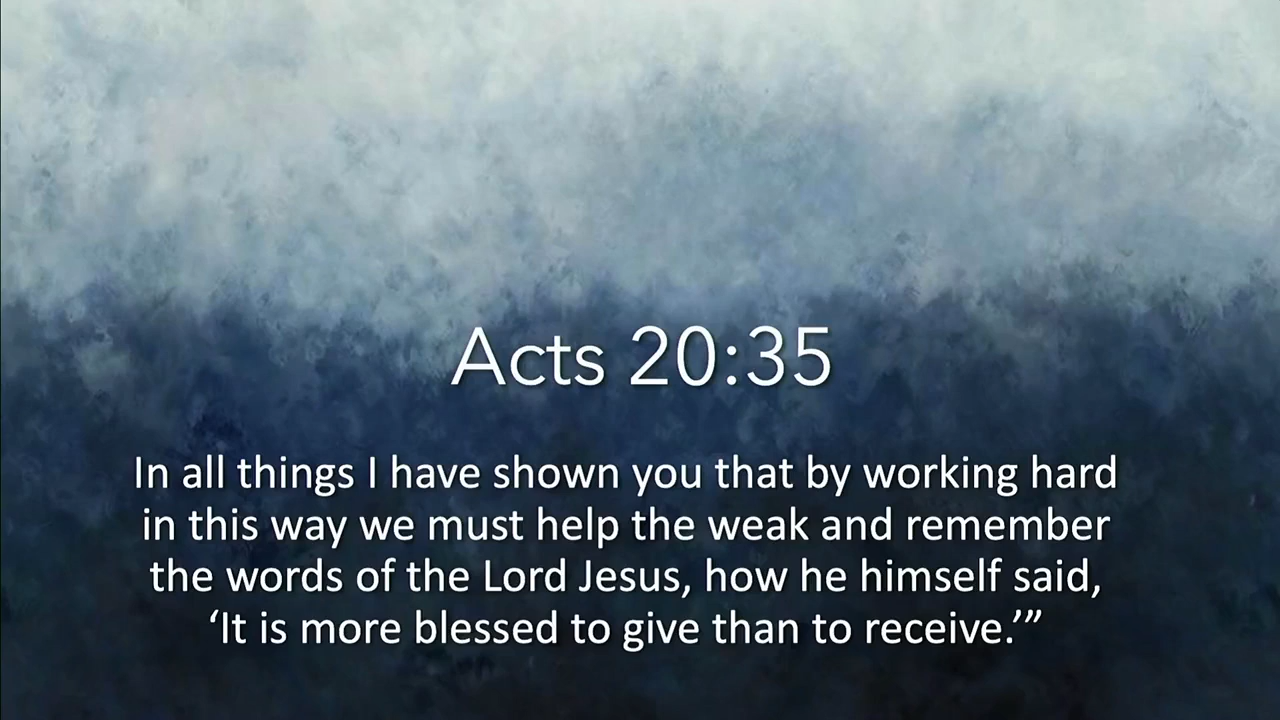 Acts 20:35
In all things I have shown you that by working hard
in this way we must help the weak and remember
the words of the Lord Jesus, how he himself said,
‘It is more blessed to give than to receive.’”